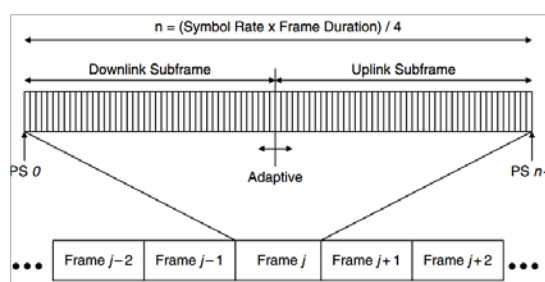 n = (Symbol Rate x Frame Duration) / 4
Downlink Subframe Uplink Subframe
PS 0 Adaptive PS n-
••• Frame j–2 Frame j–1 Frame j Frame j+1 Frame j+2 •••